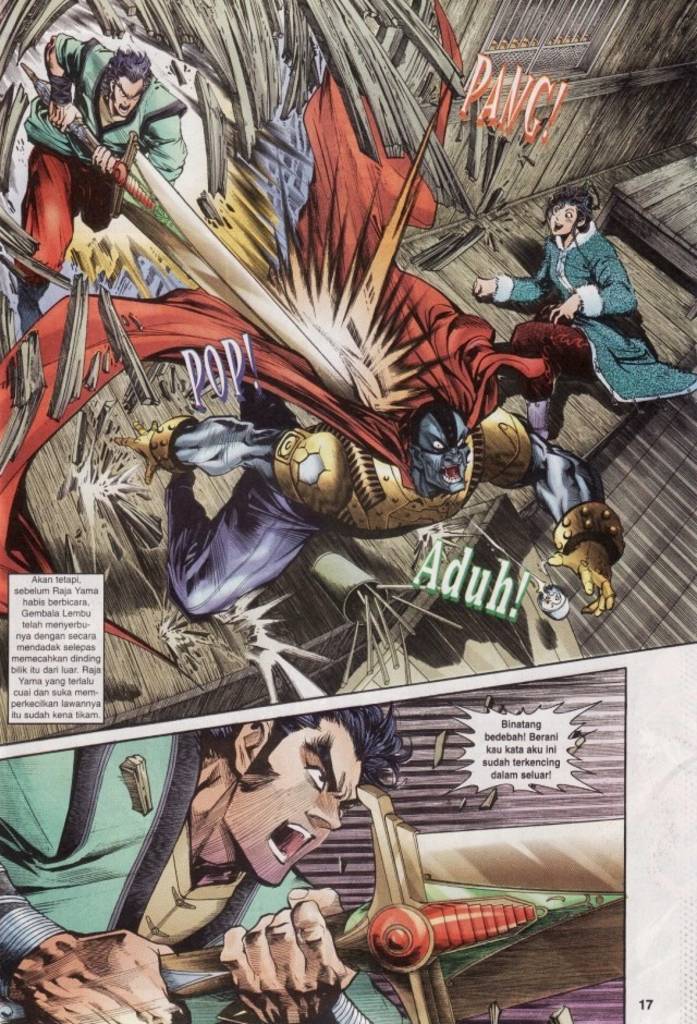 PANG!
POP!
Aduh!
Akan tetapi,
sebelum Raja Yama
habis berbicara,
Gembala Lembu
telah menyerbu-
nya dengan secara
mendadak selepas
memecahkan dinding
bilik itu dari luar. Raja
Yama yang terlalu
cuai dan suka mem-
perkecilkan lawannya
itu sudah kena tikam.
Binatang
bedebah! Berani
kau kata aku ini
sudah terkencing
dalam seluar!
17